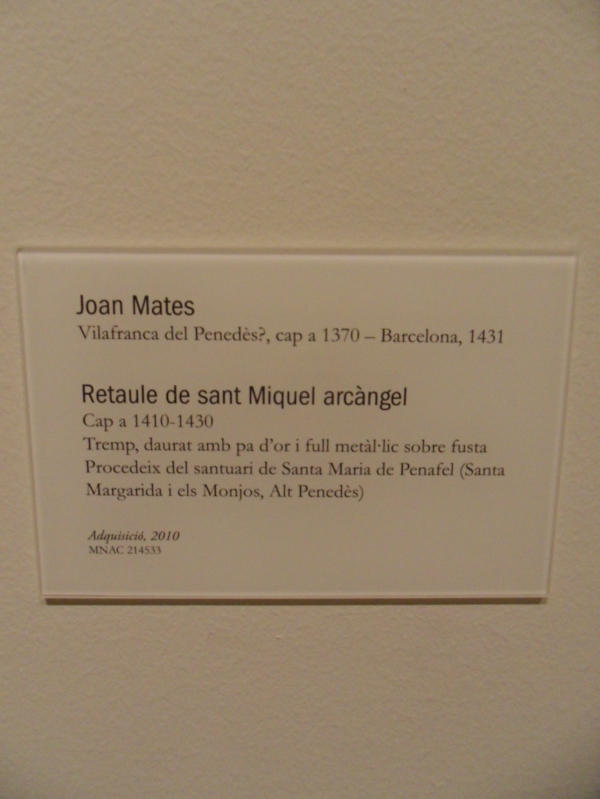 Joan Mates
Vilafranca del Penedès?, cap a 1370 – Barcelona, 1431
Retaule de sant Miquel arcàngel
Cap a 1410-1430
Tremp, daurat amb pa d'or i full metàl·lic sobre fusta
Procedeix del santuari de Santa Maria de Penafel (Santa
Margarida i els Monjos, Alt Penedès)
Adquisició, 2010
MNAC 214533